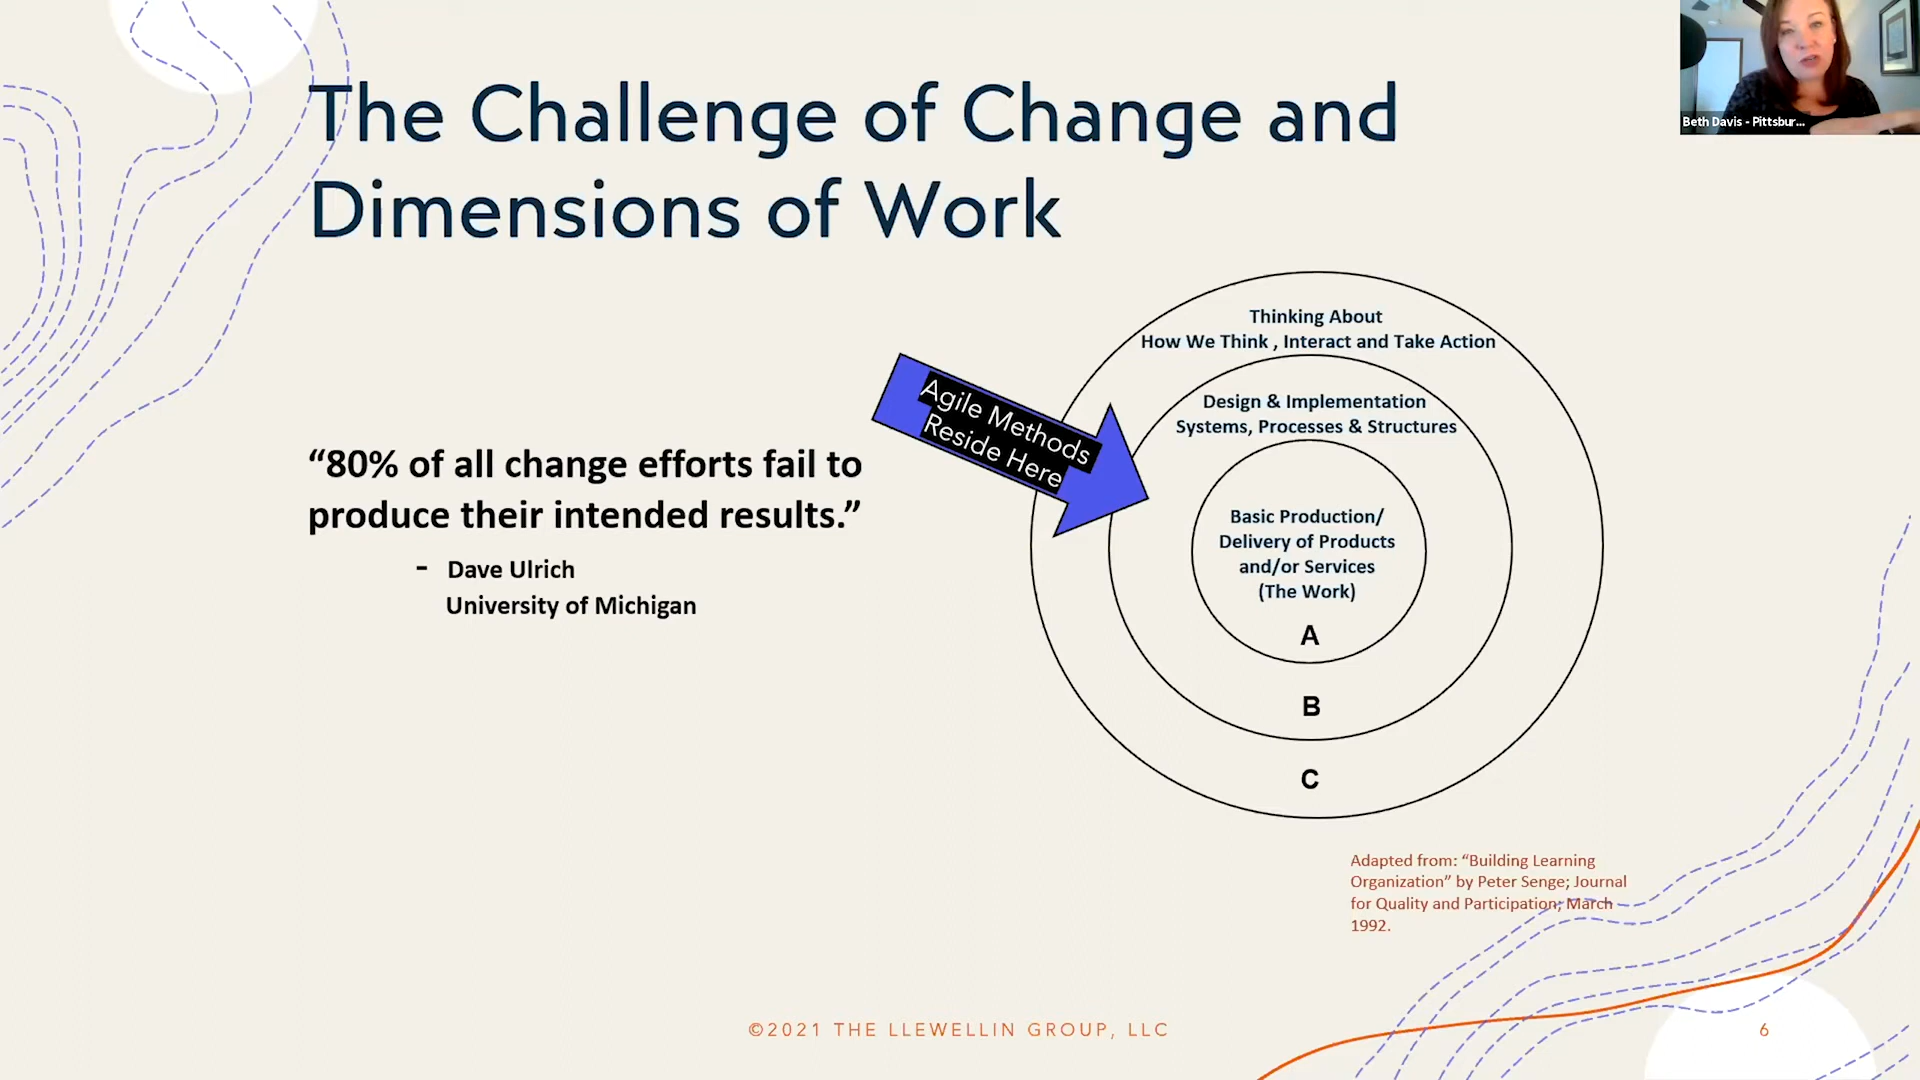 The Challenge of Change and
Dimensions of Work
Beth Davis - Pittsbur...
“80% of all change efforts fail to
produce their intended results.”
- Dave Ulrich
University of Michigan
Agile Methods
Reside Here
Thinking About
How We Think , Interact and Take Action
Design & Implementation
Systems, Processes & Structures
Basic Production/
Delivery of Products
and/or Services
(The Work)
A
B
C
Adapted from: “Building Learning
Organization” by Peter Senge; Journal
for Quality and Participation; March
1992.
©2021 THE LLEWELLIN GROUP, LLC
6